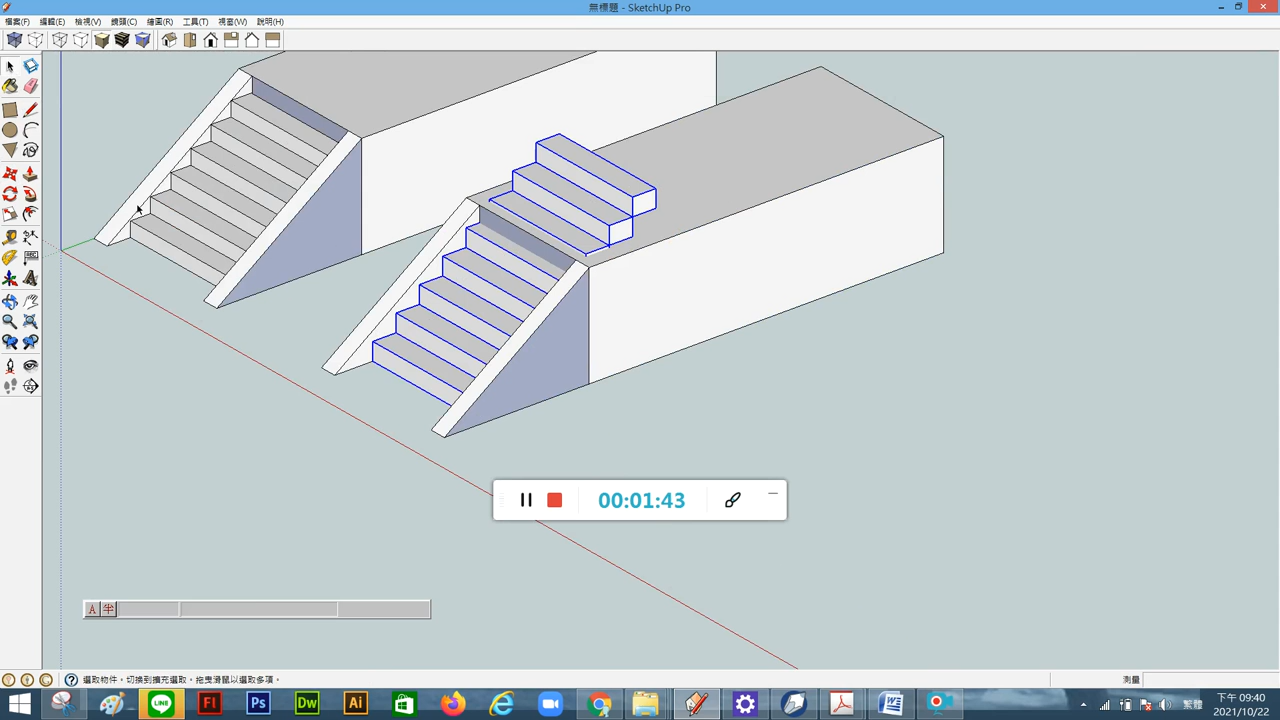 無標題 - SketchUp Pro
檔案(F) 編輯(E) 檢視(V) 鏡頭(C) 繪圖(R) 工具(T) 視窗(W) 說明(H)
ABC
00:01:43
A 半
選取物件。切換到擴充選取。拖曳滑鼠以選取多項。
測量
LINE Fl Ps Dw Ai
繁體
下午 09:40
2021/10/22